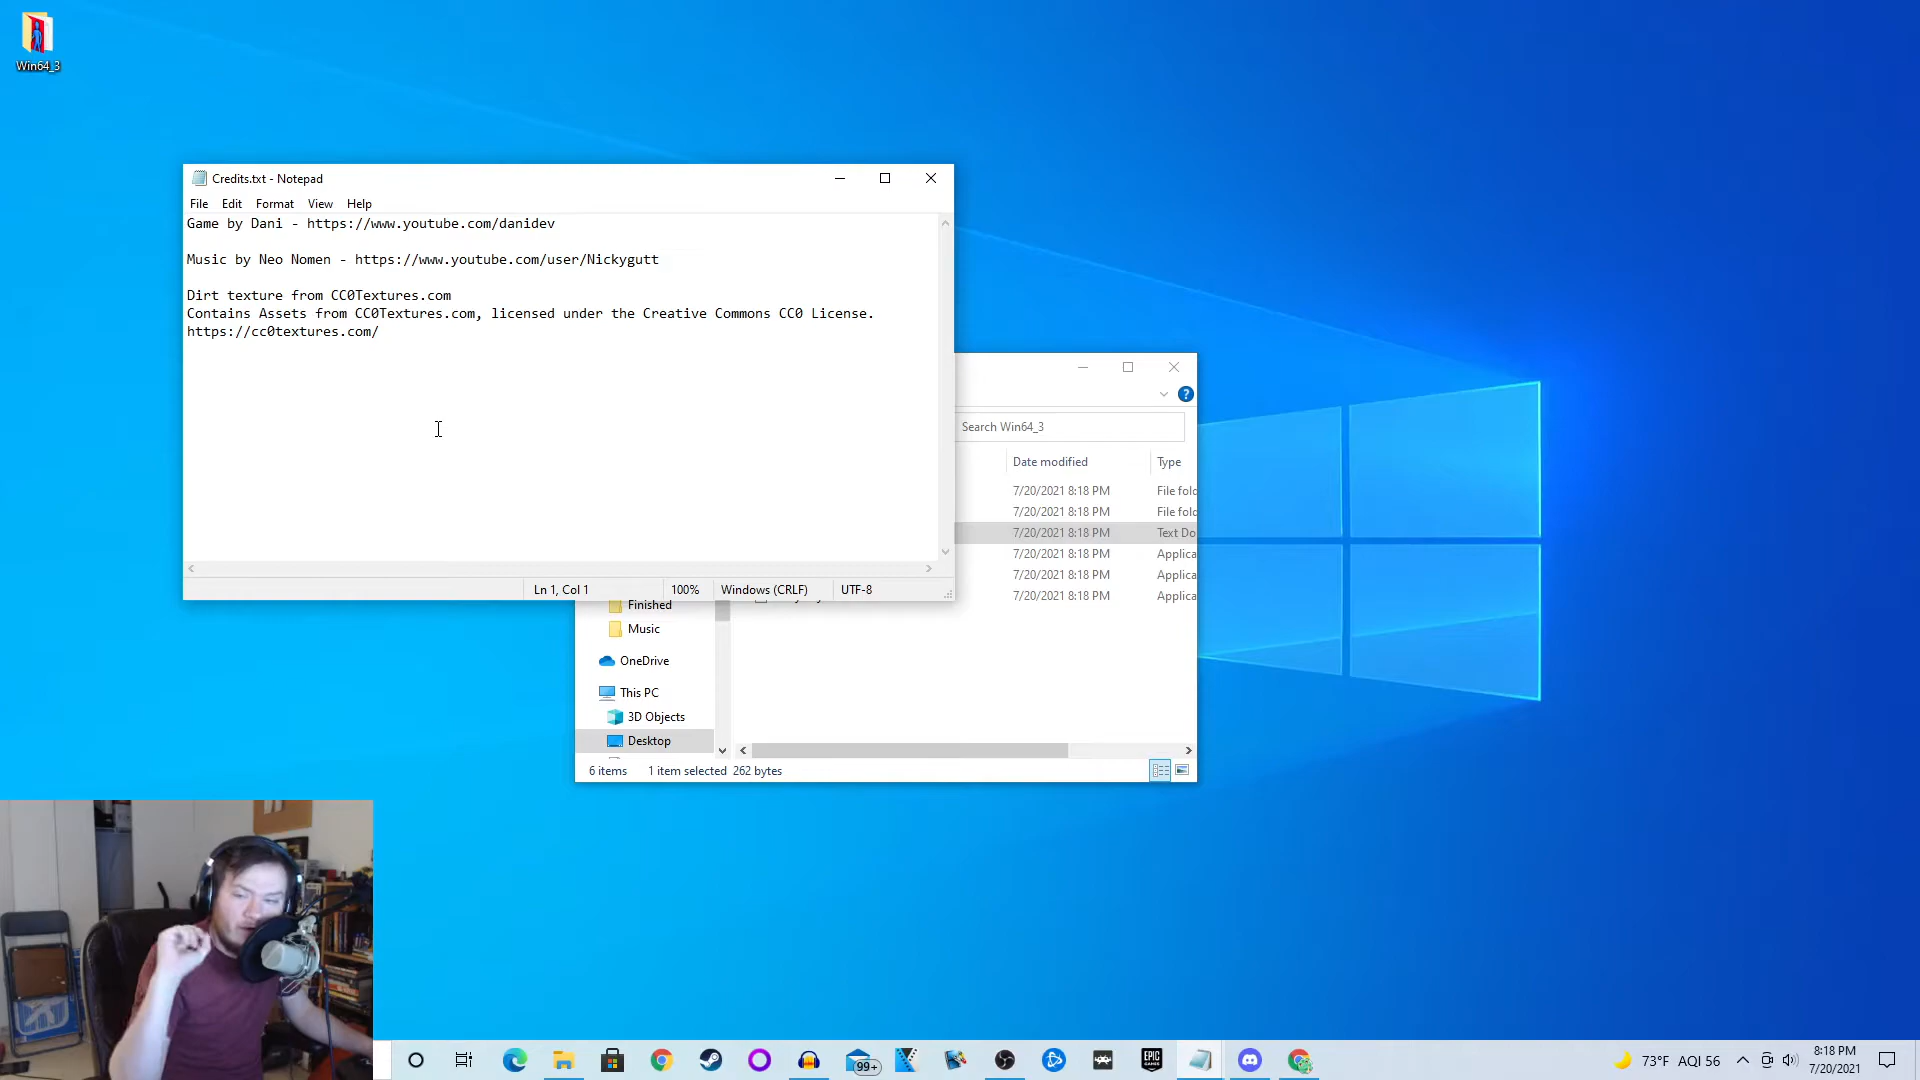 Win64_3
Credits.txt - Notepad
File Edit Format View Help
Game by Dani - https://www.youtube.com/danidev
Music by Neo Nomen - https://www.youtube.com/user/Nickygutt
Dirt texture from CC0Textures.com
Contains Assets from CC0Textures.com, licensed under the Creative Commons CC0 License.
https://cc0textures.com/
Ln 1, Col 1 100% Windows (CRLF) UTF-8
Search Win64_3
Date modified Type
7/20/2021 8:18 PM File fold
7/20/2021 8:18 PM File fold
7/20/2021 8:18 PM Text Do
7/20/2021 8:18 PM Applica
7/20/2021 8:18 PM Applica
7/20/2021 8:18 PM Applica
Finished
Music
OneDrive
This PC
3D Objects
Desktop
6 items 1 item selected 262 bytes
99+
EPIC GAMES
73°F AQI 56
8:18 PM
7/20/2021